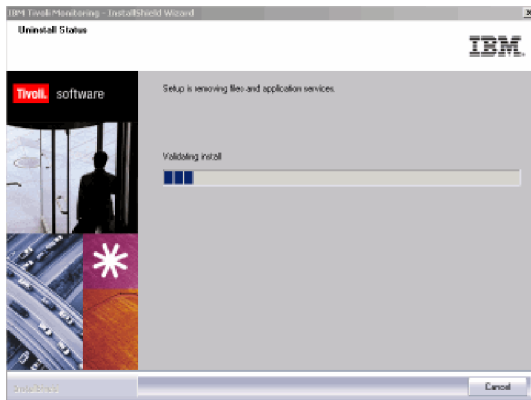 IBM Tivoli Monitoring - InstallShield Wizard
Uninstall Status
IBM.
Tivoli. software
Setup is removing files and application services.
Validating install
InstallShield
Cancel